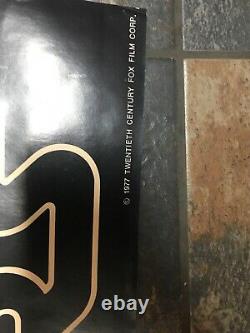 © 1977 TWENTIETH CENTURY FOX FILM CORP.